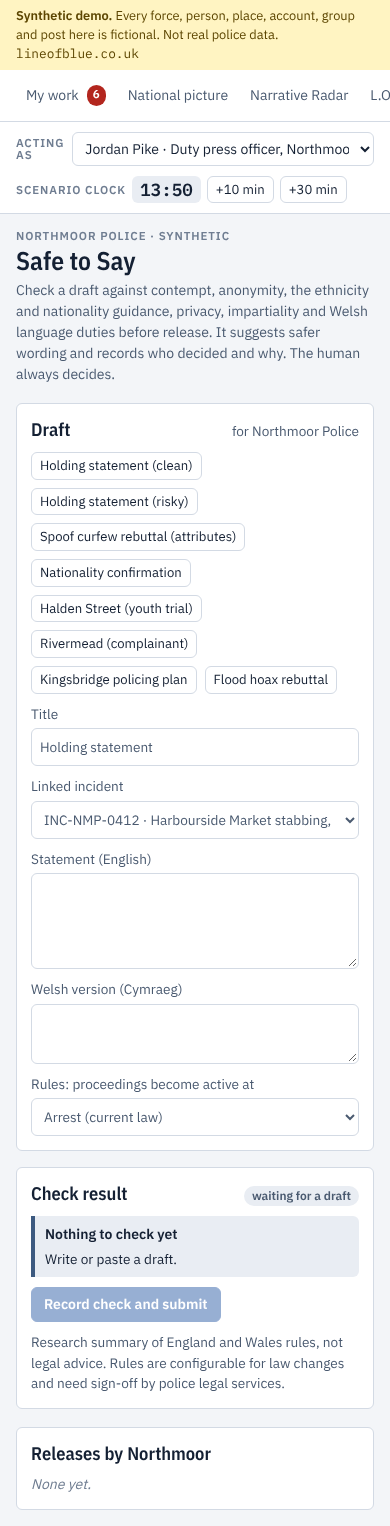 Synthetic demo. Every force, person, place, account, group
and post here is fictional. Not real police data.
lineofblue.co.uk
My work 6 National picture Narrative Radar L.O
ACTING
AS
Jordan Pike · Duty press officer, Northmoo
SCENARIO CLOCK 13:50 +10 min +30 min
NORTHMOOR POLICE · SYNTHETIC
Safe to Say
Check a draft against contempt, anonymity, the ethnicity
and nationality guidance, privacy, impartiality and Welsh
language duties before release. It suggests safer
wording and records who decided and why. The human
always decides.
Draft for Northmoor Police
Holding statement (clean)
Holding statement (risky)
Spoof curfew rebuttal (attributes)
Nationality confirmation
Halden Street (youth trial)
Rivermead (complainant)
Kingsbridge policing plan Flood hoax rebuttal
Title
Holding statement
Linked incident
INC-NMP-0412 · Harbourside Market stabbing,
Statement (English)
Welsh version (Cymraeg)
Rules: proceedings become active at
Arrest (current law)
Check result waiting for a draft
Nothing to check yet
Write or paste a draft.
Record check and submit
Research summary of England and Wales rules, not
legal advice. Rules are configurable for law changes
and need sign-off by police legal services.
Releases by Northmoor
None yet.